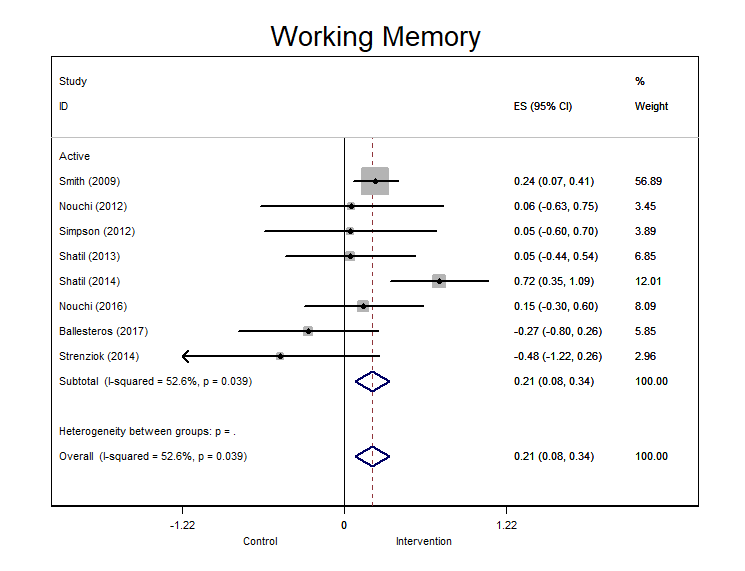 Working Memory
Study %
ID ES (95% CI) Weight
Active
Smith (2009) 0.24 (0.07, 0.41) 56.89
Nouchi (2012) 0.06 (-0.63, 0.75) 3.45
Simpson (2012) 0.05 (-0.60, 0.70) 3.89
Shatil (2013) 0.05 (-0.44, 0.54) 6.85
Shatil (2014) 0.72 (0.35, 1.09) 12.01
Nouchi (2016) 0.15 (-0.30, 0.60) 8.09
Ballesteros (2017) -0.27 (-0.80, 0.26) 5.85
Strenziok (2014) -0.48 (-1.22, 0.26) 2.96
Subtotal (I-squared = 52.6%, p = 0.039) 0.21 (0.08, 0.34) 100.00
Heterogeneity between groups: p = .
Overall (I-squared = 52.6%, p = 0.039) 0.21 (0.08, 0.34) 100.00
-1.22 0 1.22
Control Intervention